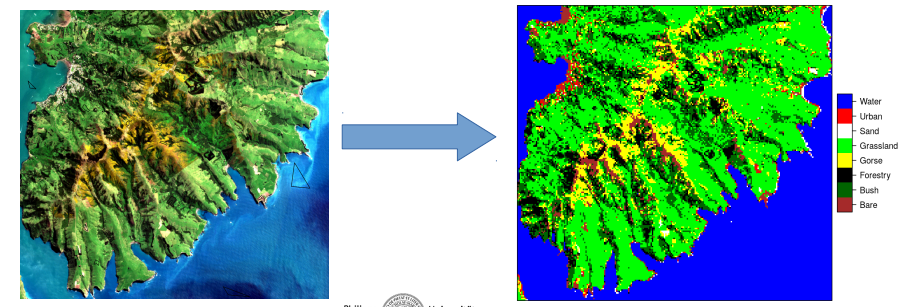 Water
Urban
Sand
Grassland
Gorse
Forestry
Bush
Bare